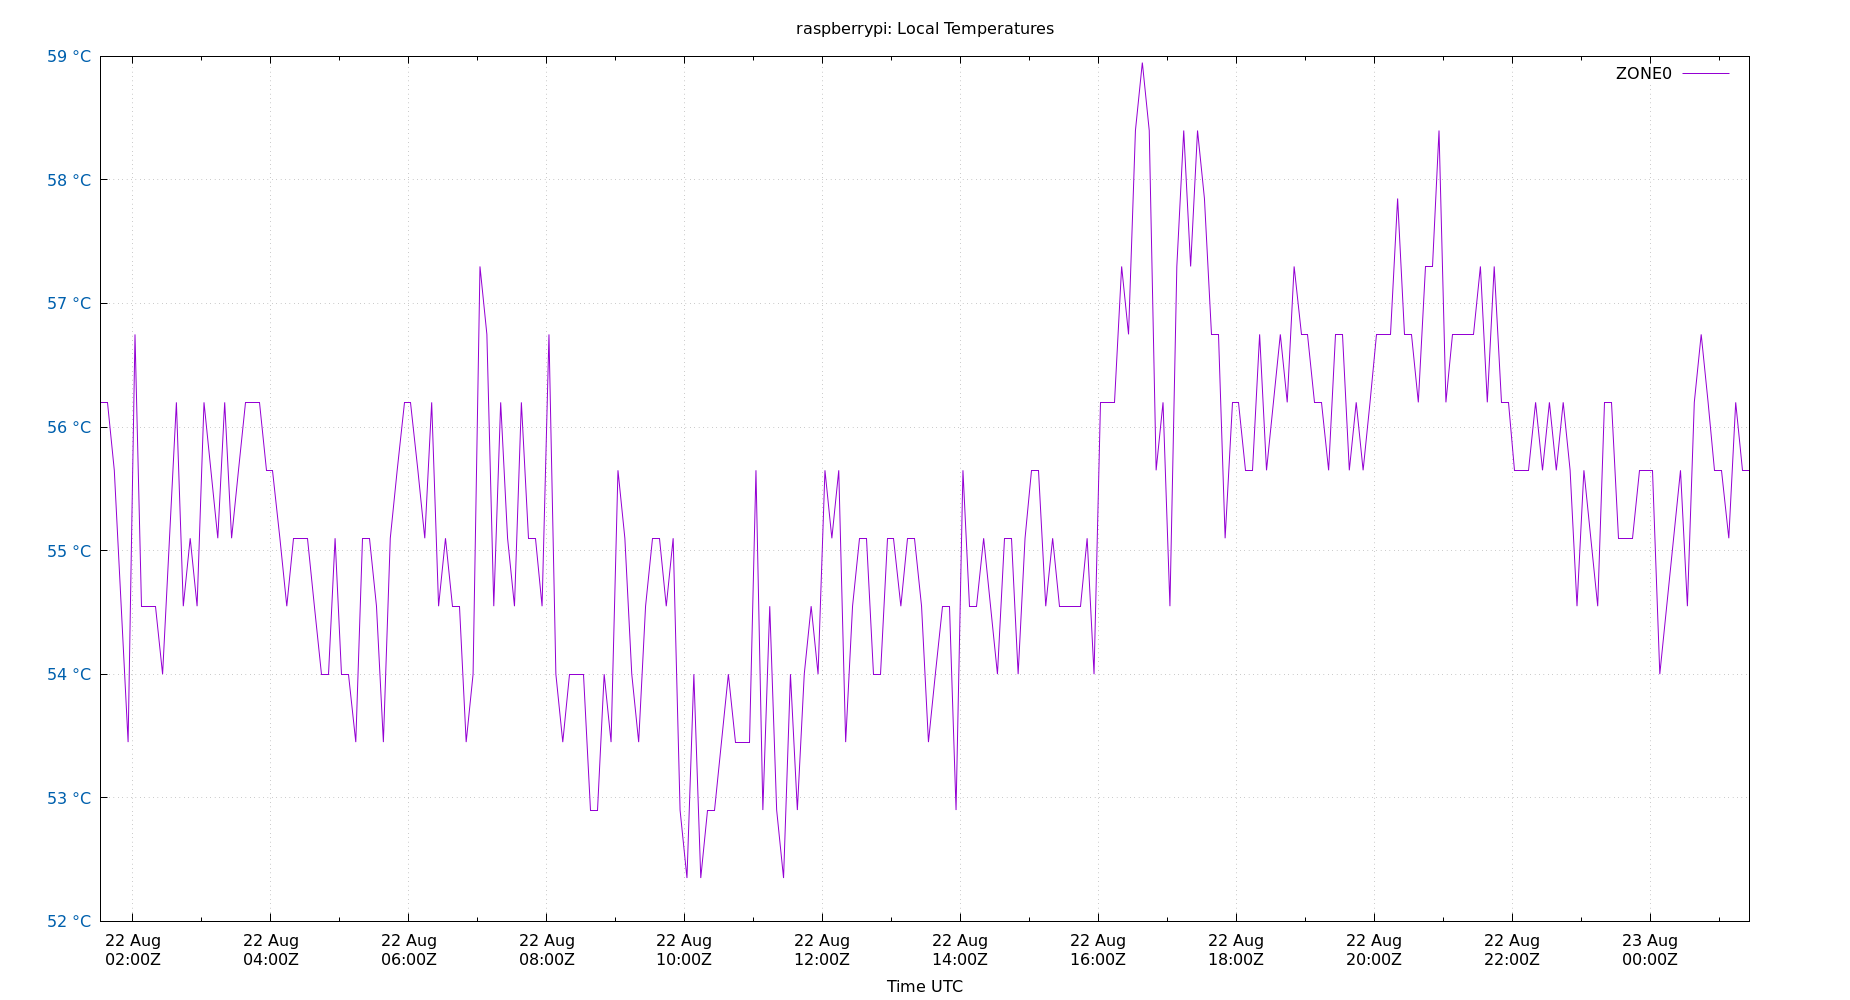 raspberrypi: Local Temperatures
59 °C
ZONE0
58 °C
57 °C
56 °C
55 °C
54 °C
53 °C
52 °C
22 Aug 22 Aug 22 Aug 22 Aug 22 Aug 22 Aug 22 Aug 22 Aug 22 Aug 22 Aug 22 Aug 23 Aug
02:00Z 04:00Z 06:00Z 08:00Z 10:00Z 12:00Z 14:00Z 16:00Z 18:00Z 20:00Z 22:00Z 00:00Z
Time UTC